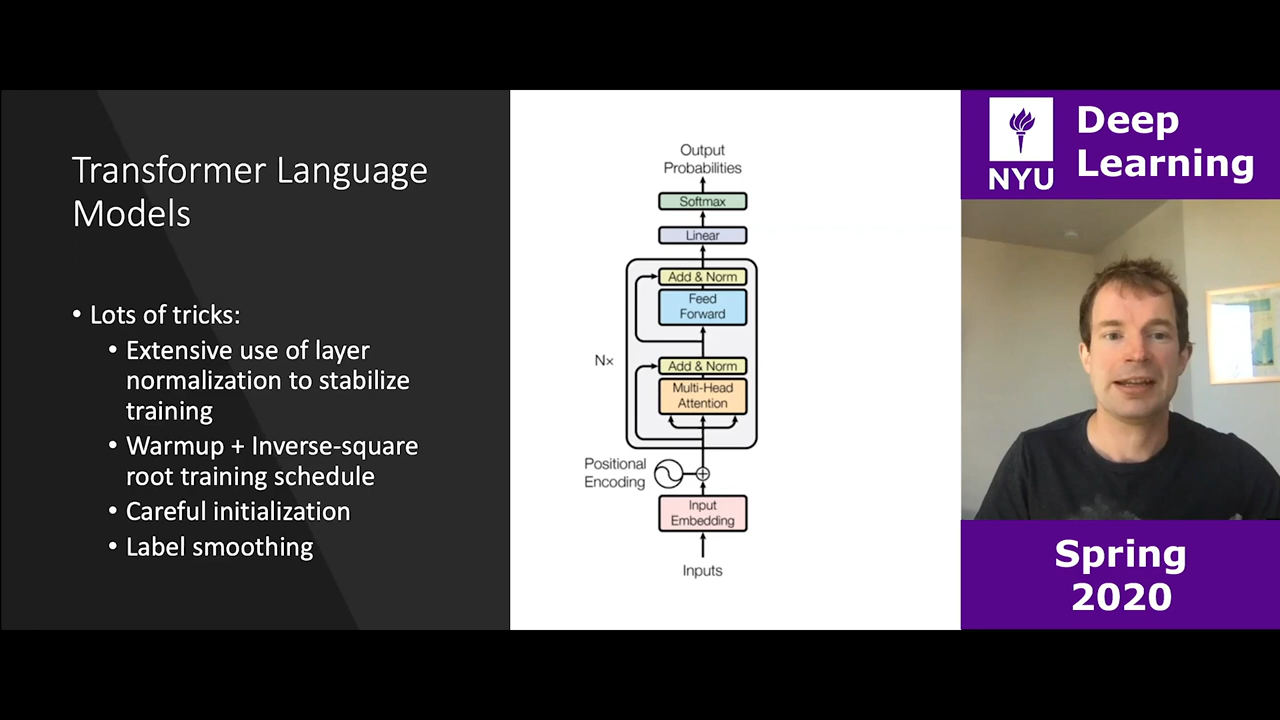 Transformer Language
Models
• Lots of tricks:
• Extensive use of layer
normalization to stabilize
training
• Warmup + Inverse-square
root training schedule
• Careful initialization
• Label smoothing
Output
Probabilities
Softmax
Linear
Add & Norm
Feed
Forward
N×
Add & Norm
Multi-Head
Attention
Positional
Encoding
Input
Embedding
Inputs
NYU
Deep
Learning
Spring
2020